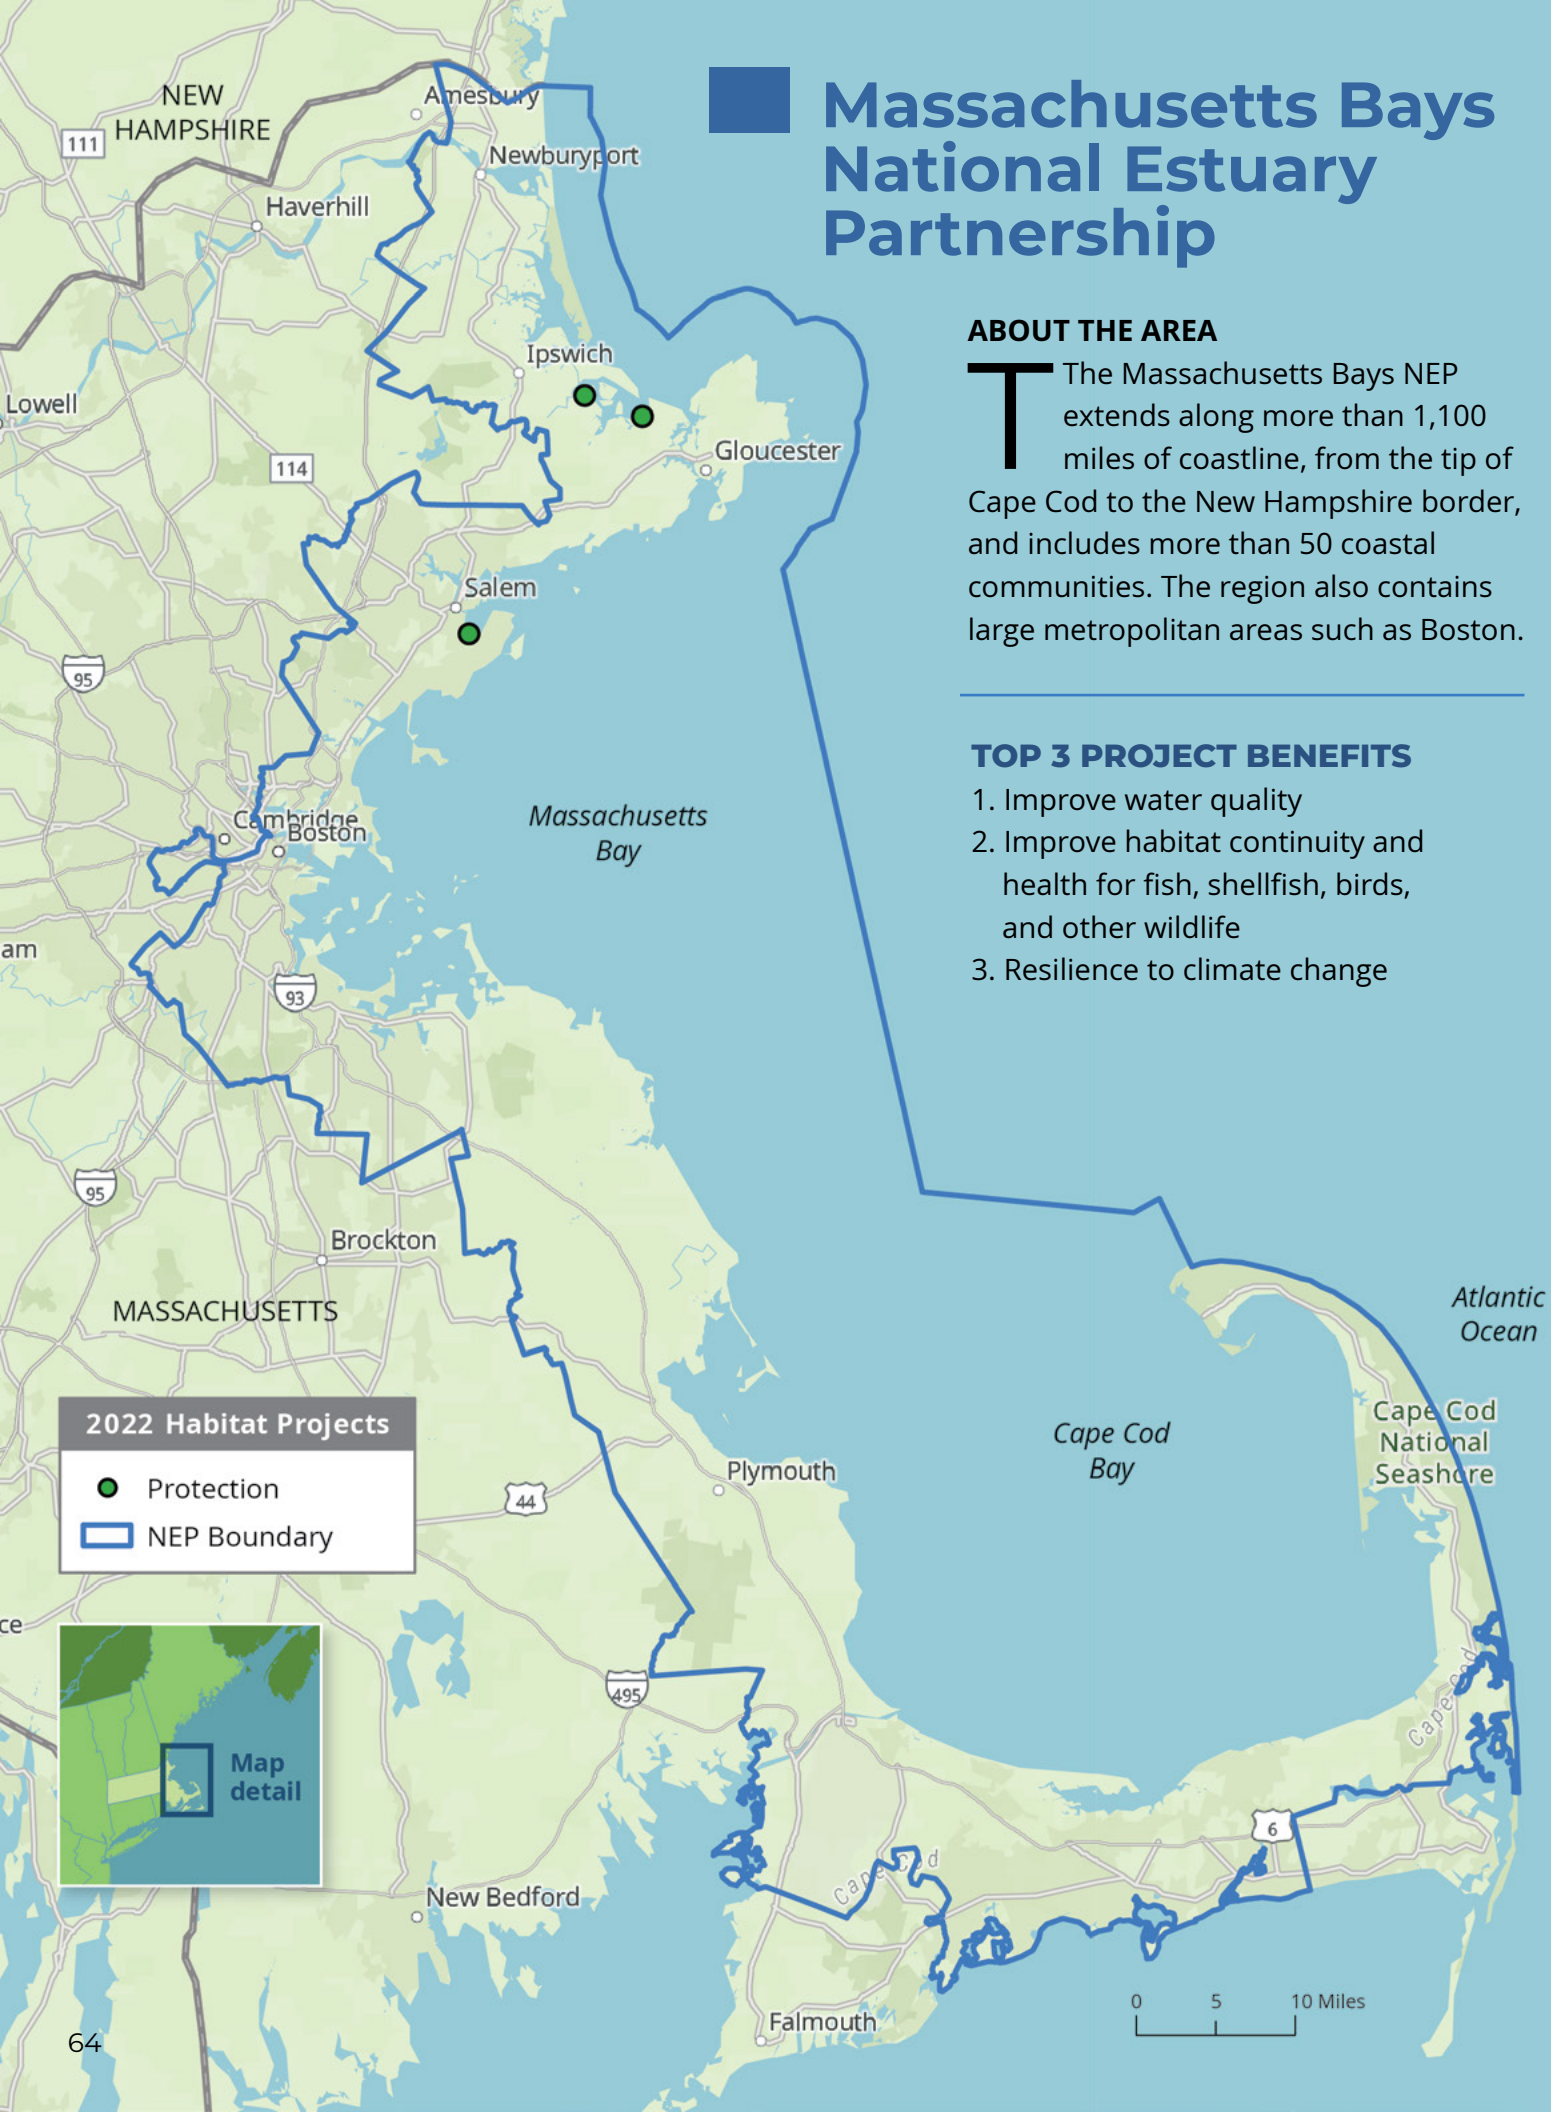 Massachusetts Bays
National Estuary
Partnership
ABOUT THE AREA
The Massachusetts Bays NEP
extends along more than 1,100
miles of coastline, from the tip of
Cape Cod to the New Hampshire border,
and includes more than 50 coastal
communities. The region also contains
large metropolitan areas such as Boston.
TOP 3 PROJECT BENEFITS
1. Improve water quality
2. Improve habitat continuity and
health for fish, shellfish, birds,
and other wildlife
3. Resilience to climate change
NEW
HAMPSHIRE
111
Amesbury
Newburyport
Haverhill
Ipswich
Lowell
Gloucester
114
Salem
95
Massachusetts
Bay
Cambridge
Boston
am
93
95
Brockton
MASSACHUSETTS
Atlantic
Ocean
Cape Cod
National
Seashore
Cape Cod
Bay
Plymouth
44
2022 Habitat Projects
Protection
NEP Boundary
ce
495
Map
detail
Cape Cod
6
Cape Cod
New Bedford
Falmouth
0 5 10 Miles
64